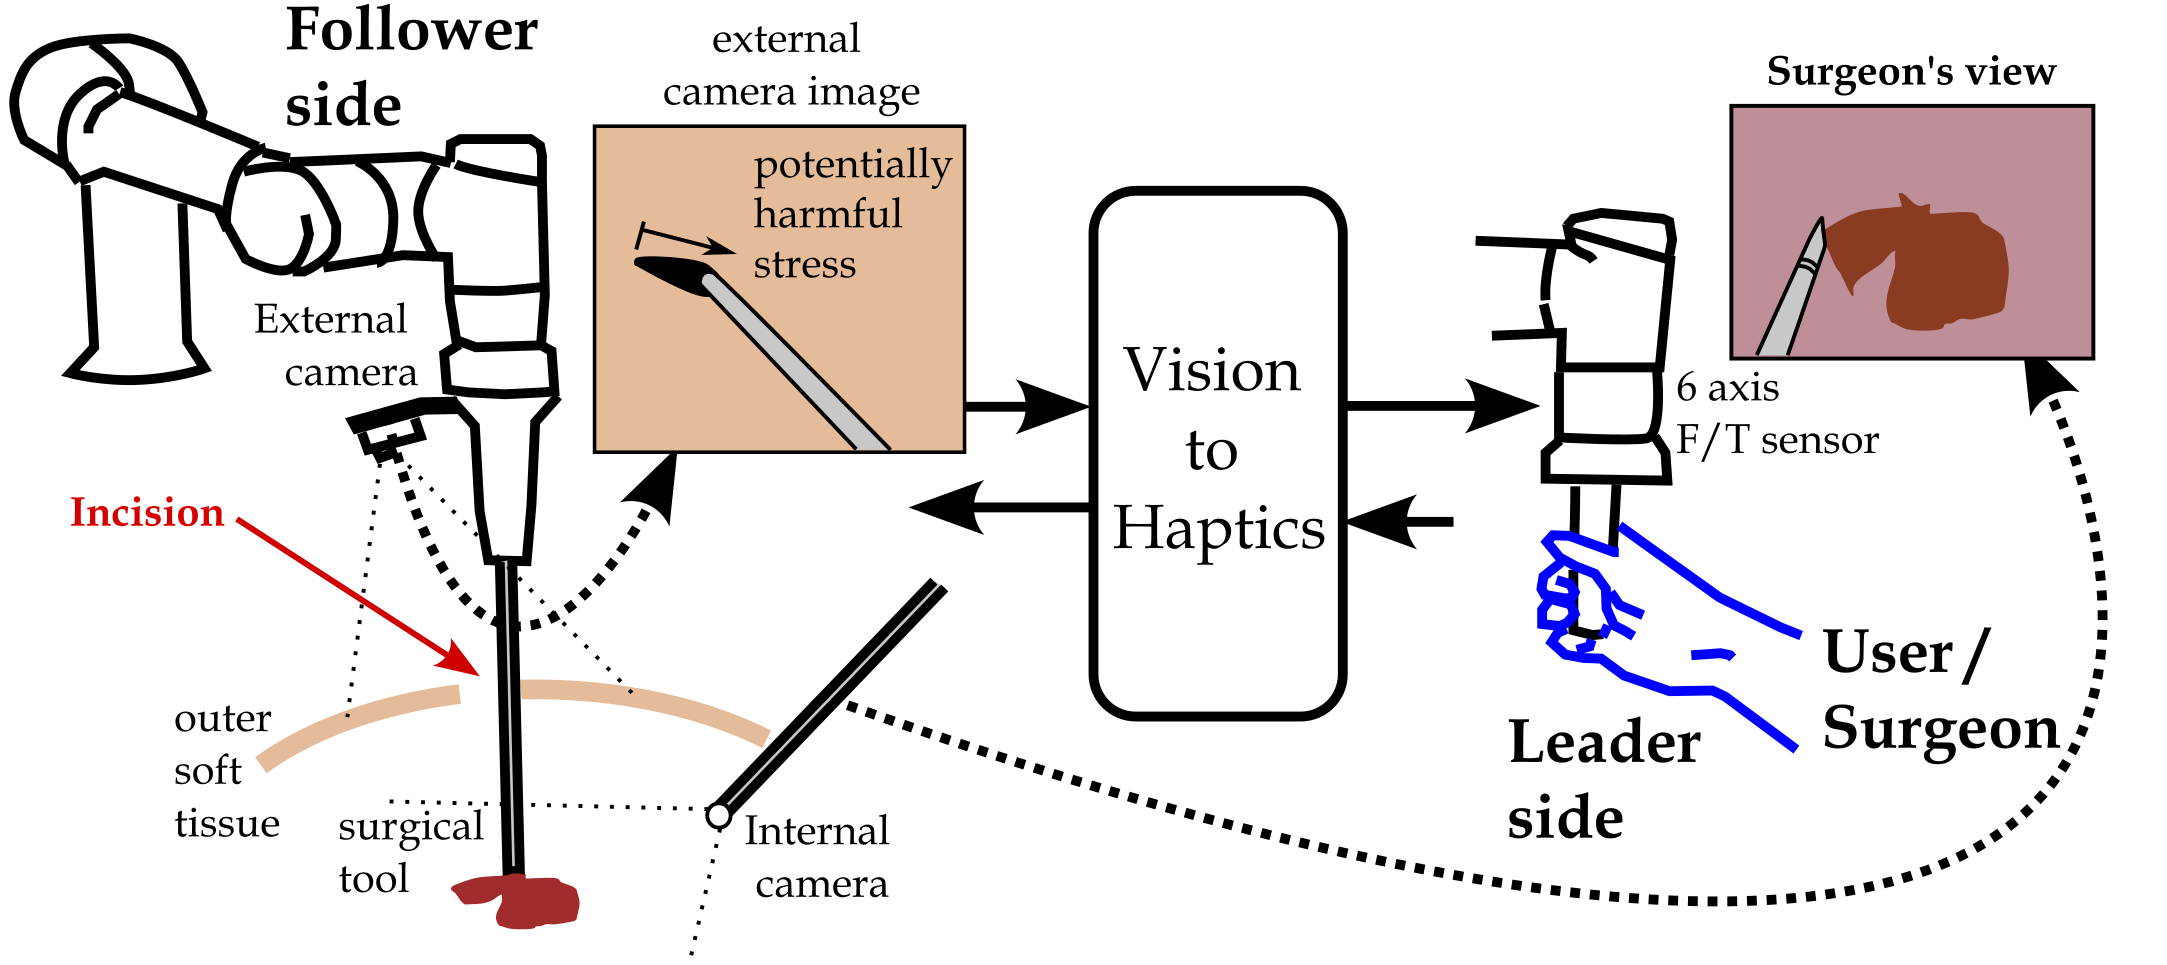 Follower
side
external
camera image
potentially
harmful
stress
External
camera
Incision
outer
soft
tissue
surgical
tool
Internal
camera
Vision
to
Haptics
Surgeon's view
6 axis
F/T sensor
User/
Surgeon
Leader
side